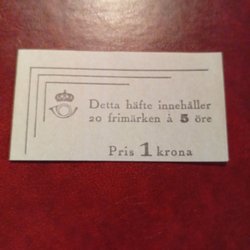 Detta häfte innehåller
20 frimärken à 5 öre
Pris 1 krona